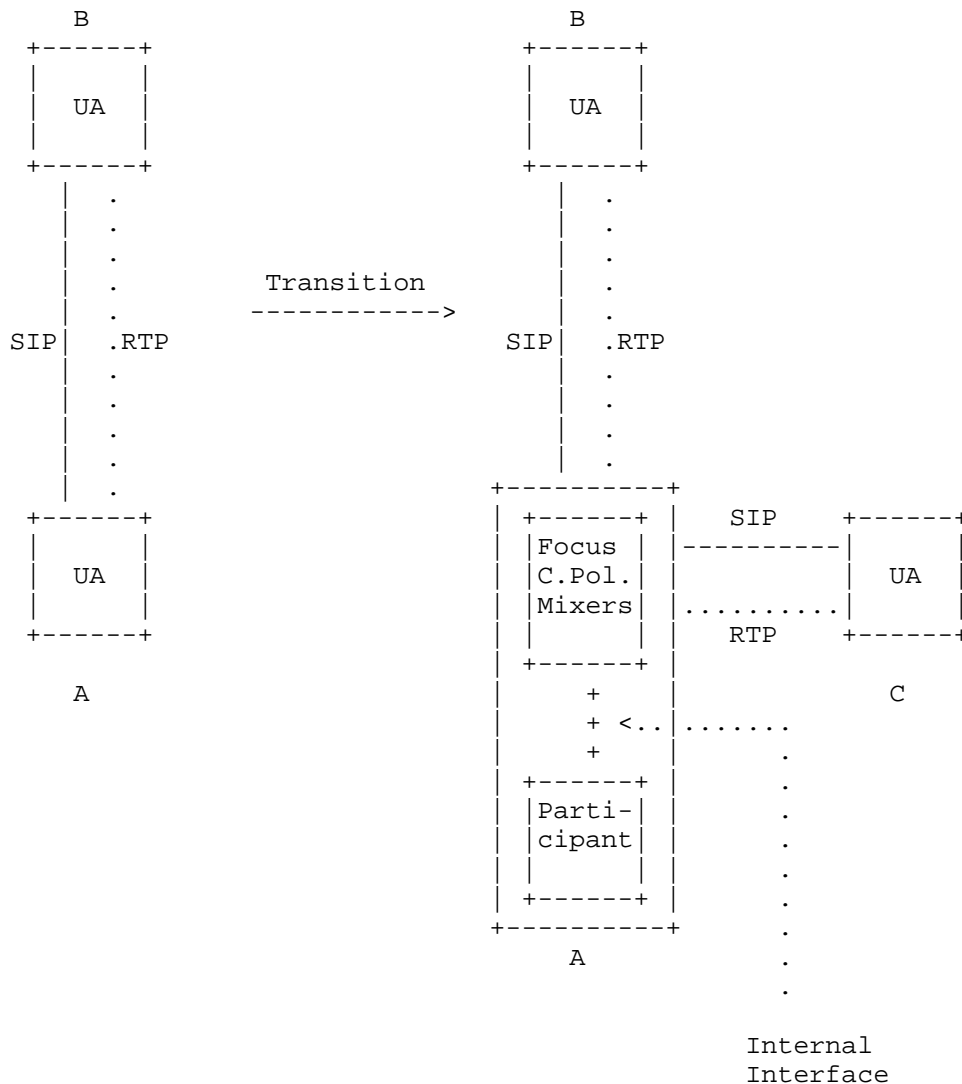 B B
UA UA
Transition
------------>
SIP RTP SIP RTP
SIP
Focus
UA C.Pol. UA
Mixers
RTP
A C
Parti-
cipant
A
Internal
Interface